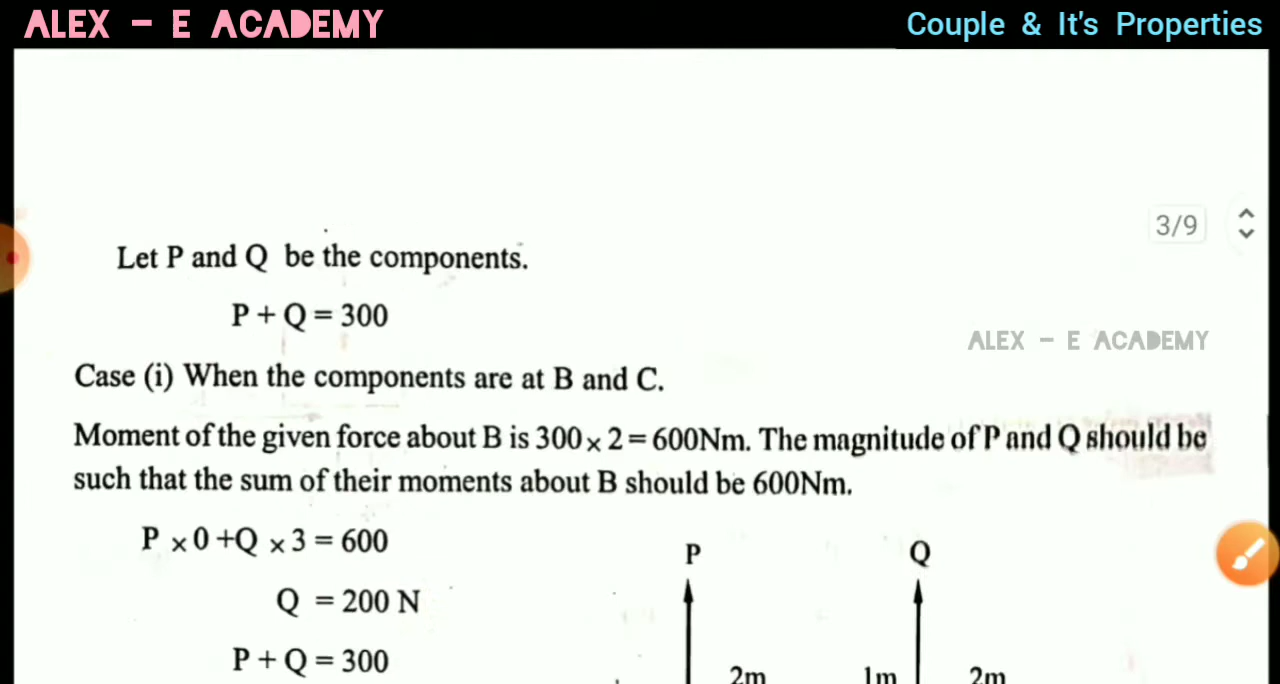 ALEX – E ACADEMY
Couple & It's Properties
3/9
Let P and Q be the components.
P + Q = 300
ALEX – E ACADEMY
Case (i) When the components are at B and C.
Moment of the given force about B is 300 × 2 = 600Nm. The magnitude of P and Q should be
such that the sum of their moments about B should be 600Nm.
P × 0 + Q × 3 = 600
P Q
Q = 200 N
P + Q = 300
2m 1m 2m